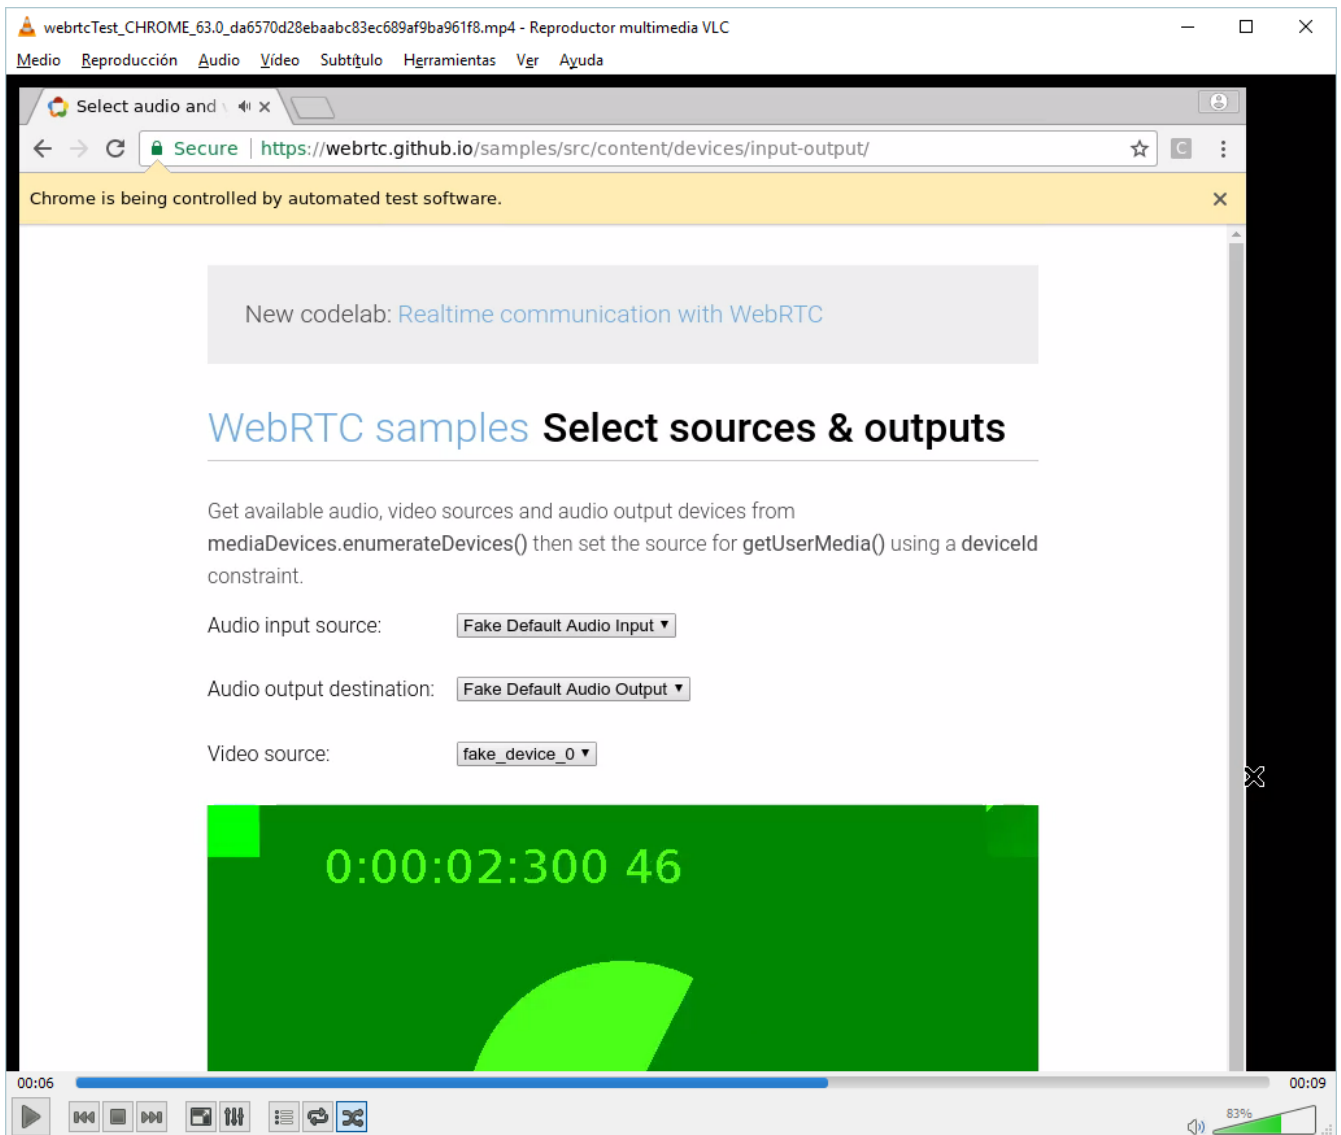 webrtcTest_CHROME_63.0_da6570d28ebaabc83ec689af9ba961f8.mp4 - Reproductor multimedia VLC
Medio Reproducción Audio Vídeo Subtítulo Herramientas Ver Ayuda
Select audio and
Secure https://webrtc.github.io/samples/src/content/devices/input-output/
C
Chrome is being controlled by automated test software.
New codelab: Realtime communication with WebRTC
WebRTC samples Select sources & outputs
Get available audio, video sources and audio output devices from
mediaDevices.enumerateDevices() then set the source for getUserMedia() using a deviceId
constraint.
Audio input source: Fake Default Audio Input
Audio output destination: Fake Default Audio Output
Video source: fake_device_0
0:00:02:300 46
00:06 00:09
83%